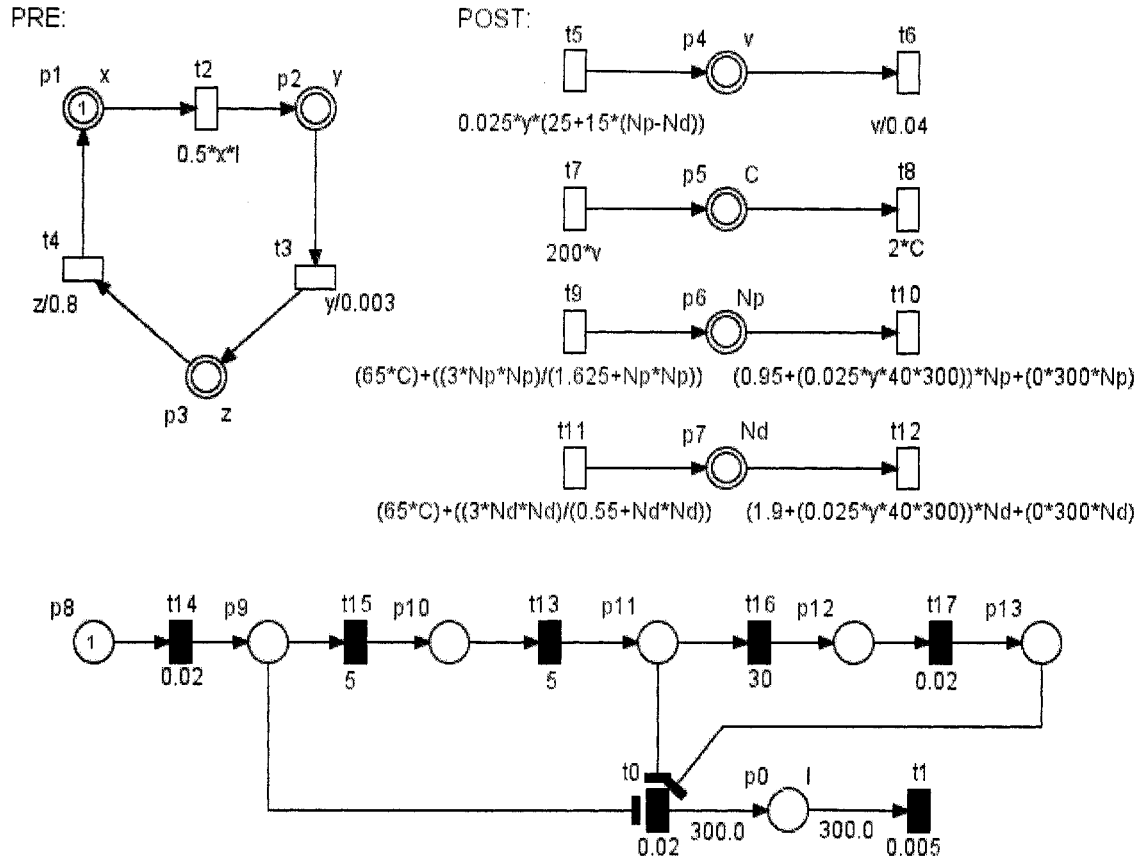 PRE:
POST:
p1 x
1
t2
0.5*x*I
p2 y
t4
z/0.8
t3
y/0.003
p3 z
t5
p4 v
t6
0.025*y*(25+15*(Np-Nd))
v/0.04
t7
p5 C
t8
200*v
2*C
t9
p6 Np
t10
(65*C)+((3*Np*Np)/(1.625+Np*Np))
(0.95+(0.025*y*40*300))*Np+(0*300*Np)
t11
p7 Nd
t12
(65*C)+((3*Nd*Nd)/(0.55+Nd*Nd))
(1.9+(0.025*y*40*300))*Nd+(0*300*Nd)
p8 t14 p9 t15 p10 t13 p11 t16 p12 t17 p13
1
0.02 5 5 30 0.02
t0 p0 I t1
300.0 300.0
0.02 0.005